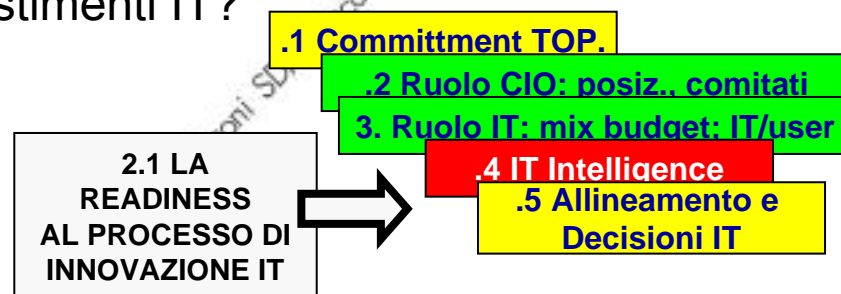 stimenti IT?
.1 Committment TOP.
.2 Ruolo CIO: posiz., comitati
3. Ruolo IT: mix budget; IT/user
.4 IT Intelligence
.5 Allineamento e
Decisioni IT
2.1 LA
READINESS
AL PROCESSO DI
INNOVAZIONE IT